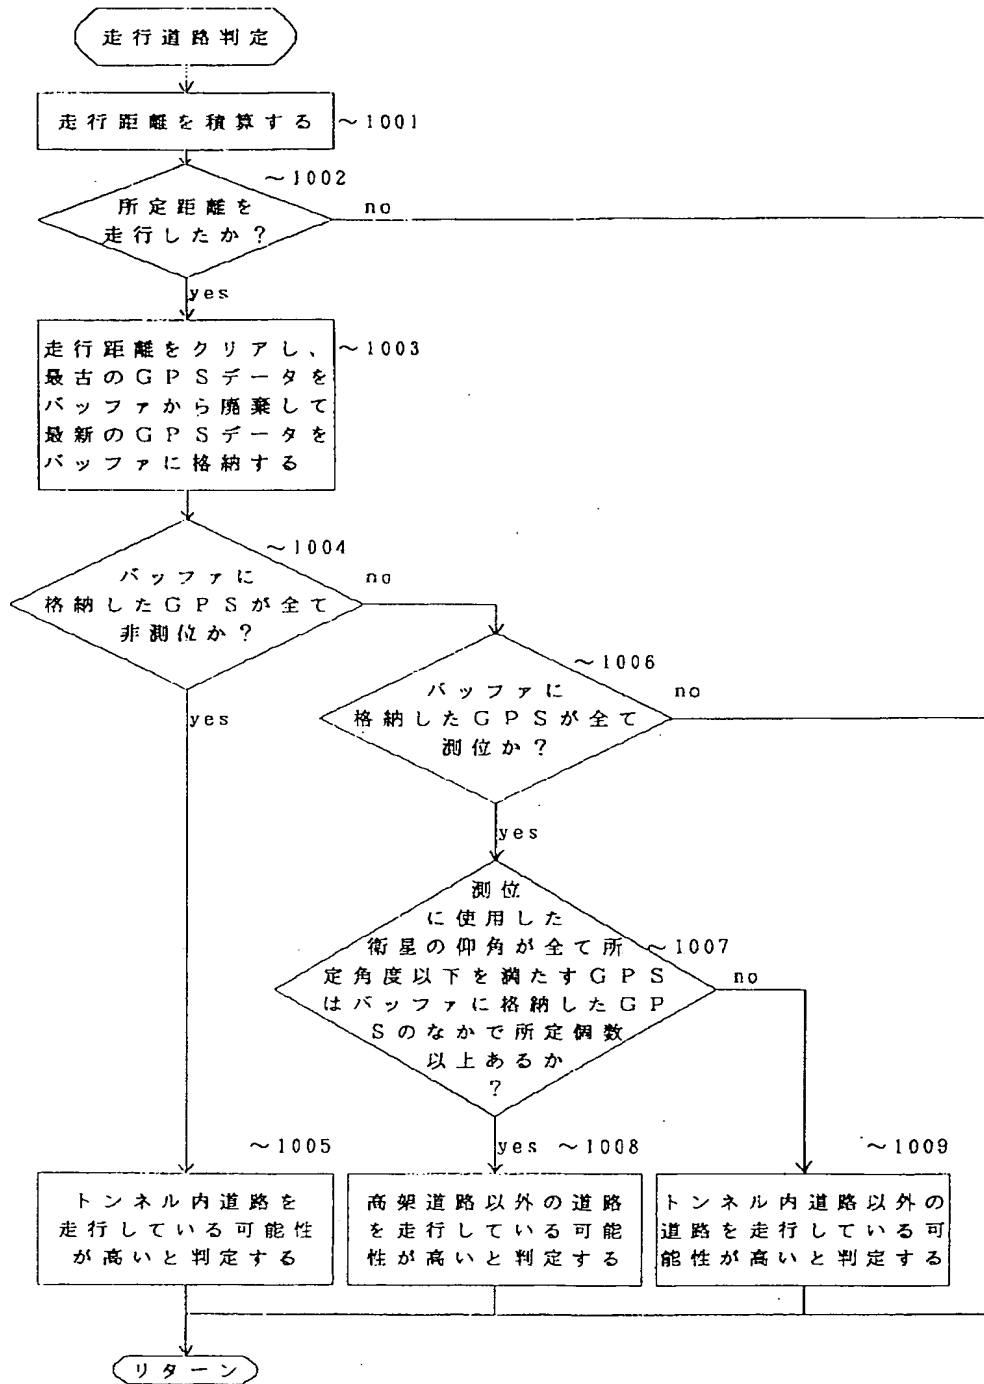 走行道路判定
走行距離を積算する
～1001
～1002
所定距離を
走行したか？
no
yes
走行距離をクリアし、
最古のGPSデータを
バッファから廃棄して
最新のGPSデータを
バッファに格納する
～1003
～1004
バッファに
格納したGPSが全て
非測位か？
no
yes
～1006
バッファに
格納したGPSが全て
測位か？
no
yes
～1007
測位
に使用した
衛星の仰角が全て所
定角度以下を満たすGPS
はバッファに格納したGP
Sのなかで所定個数
以上あるか
？
no
yes
～1005
トンネル内道路を
走行している可能性
が高いと判定する
～1008
高架道路以外の道路
を走行している可能
性が高いと判定する
～1009
トンネル内道路以外の
道路を走行している可
能性が高いと判定する
リターン